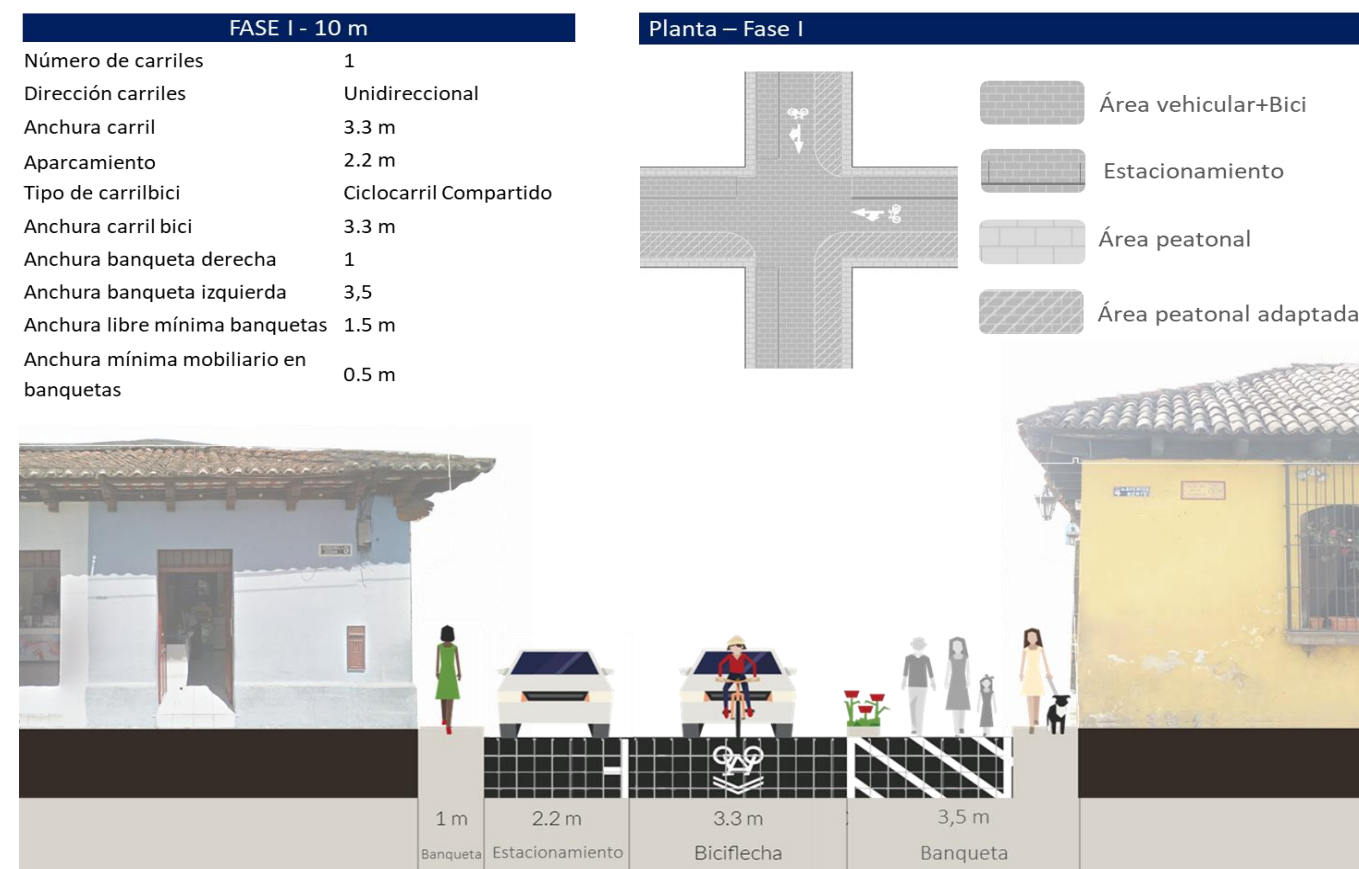 FASE I - 10 m
Número de carriles 1
Dirección carriles Unidireccional
Anchura carril 3.3 m
Aparcamiento 2.2 m
Tipo de carrilbici Ciclocarril Compartido
Anchura carril bici 3.3 m
Anchura banqueta derecha 1
Anchura banqueta izquierda 3,5
Anchura libre mínima banquetas 1.5 m
Anchura mínima mobiliario en
banquetas 0.5 m
Planta – Fase I
Área vehicular+Bici
Estacionamiento
Área peatonal
Área peatonal adaptada
1 m 2.2 m 3.3 m 3,5 m
Banqueta Estacionamiento Biciflecha Banqueta